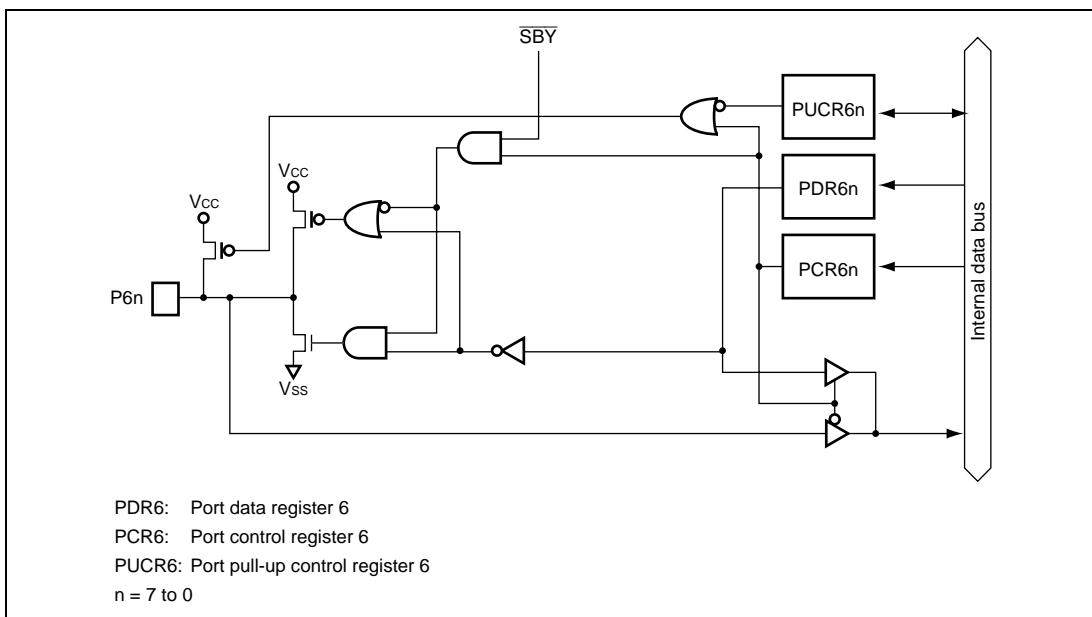 SBY
PUCR6n
VCC
PDR6n
VCC
PCR6n
P6n
Internal data bus
VSS
PDR6: Port data register 6
PCR6: Port control register 6
PUCR6: Port pull-up control register 6
n = 7 to 0